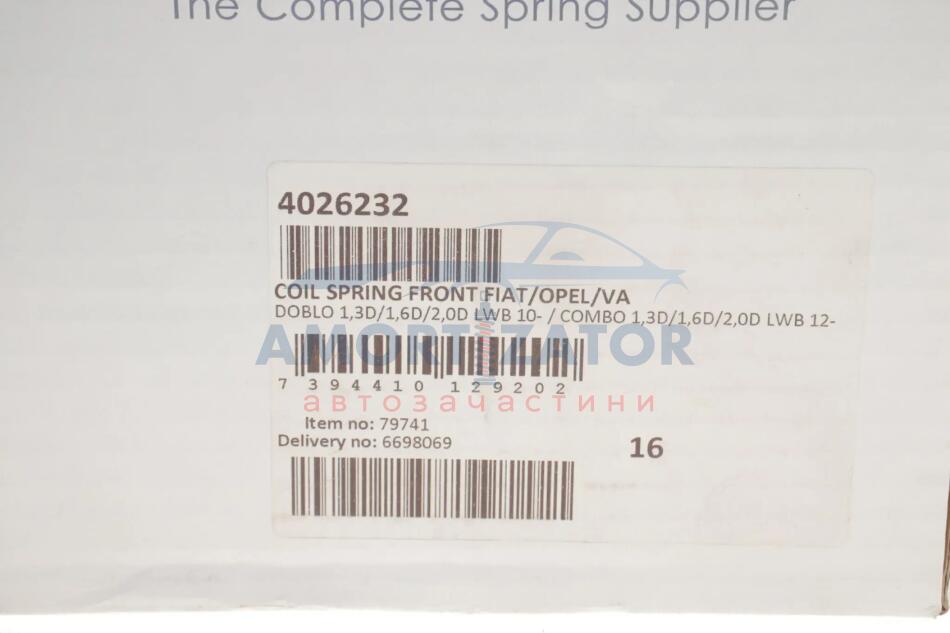 The Complete Spring Supplier
4026232
COIL SPRING FRONT FIAT/OPEL/VA
DOBLO 1,3D/1,6D/2,0D LWB 10- / COMBO 1,3D/1,6D/2,0D LWB 12-
AMORTIZATOR
7 394410 129202
автозачастини
Item no: 79741
Delivery no: 6698069
16